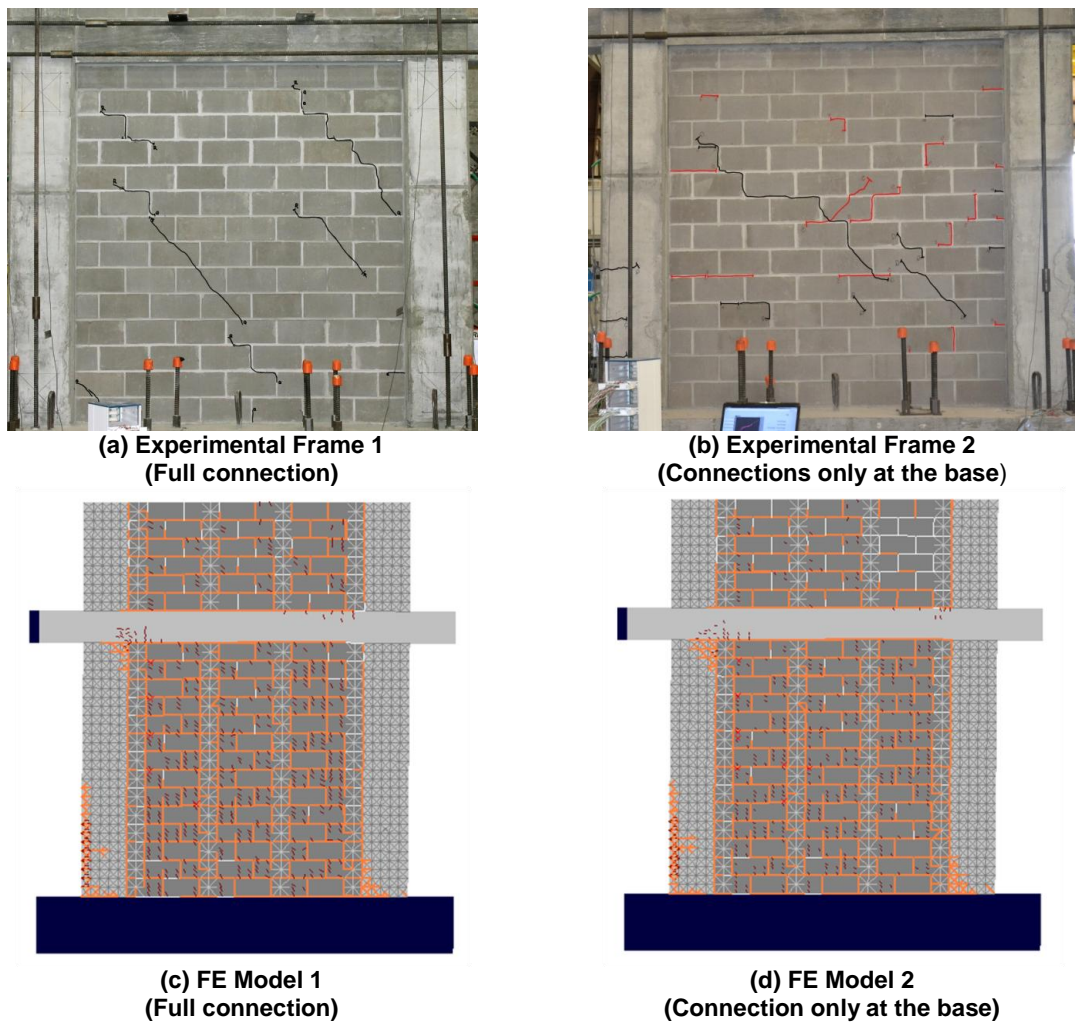 (a) Experimental Frame 1
(Full connection)
(b) Experimental Frame 2
(Connections only at the base)
(c) FE Model 1
(Full connection)
(d) FE Model 2
(Connection only at the base)